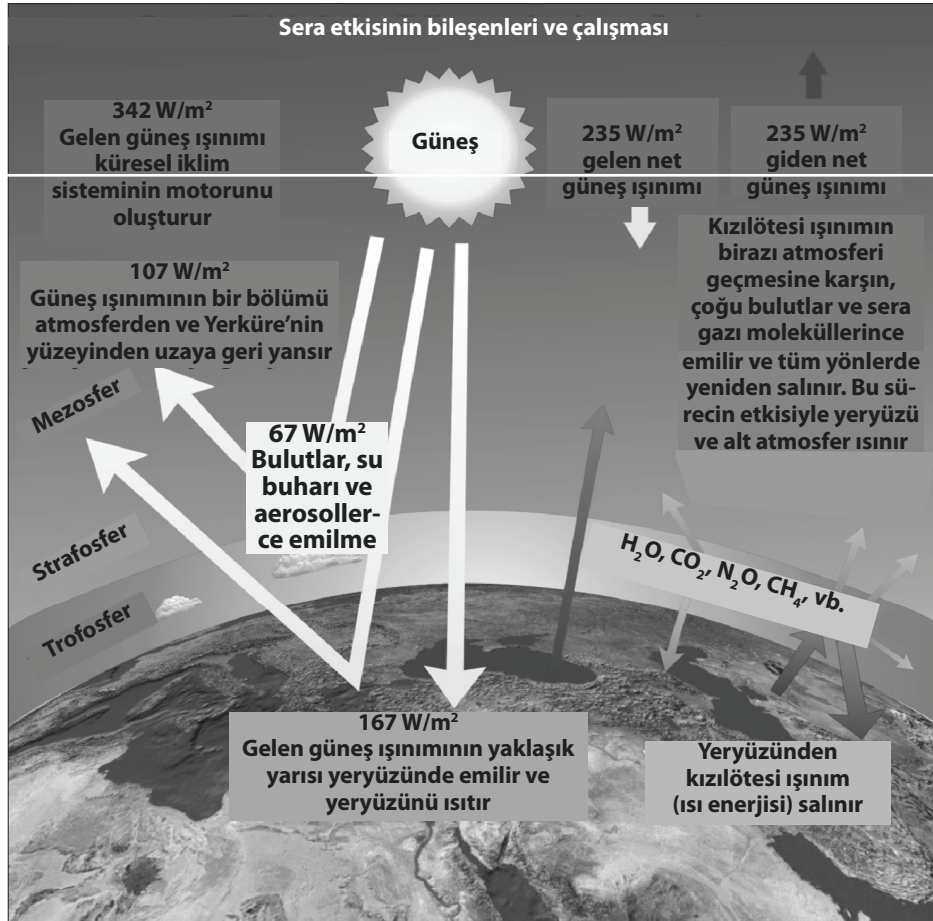 Sera etkisinin bileşenleri ve çalışması
342 W/m²
Gelen güneş ışınımı
küresel iklim
sisteminin motorunu
oluşturur
Güneş
235 W/m²
gelen net
güneş ışınımı
235 W/m²
giden net
güneş ışınımı
107 W/m²
Güneş ışınımının bir bölümü
atmosferden ve Yerküre’nin
yüzeyinden uzaya geri yansır
Kızılötesi ışınımın
birazı atmosferi
geçmesine karşın,
çoğu bulutlar ve sera
gazı moleküllerince
emilir ve tüm yönlerde
yeniden salınır. Bu sü-
recin etkisiyle yeryüzü
ve alt atmosfer ısınır
Mezosfer
67 W/m²
Bulutlar, su
buharı ve
aerosoller-
ce emilme
Strafosfer
H₂O, CO₂, N₂O, CH₄, vb.
Trofosfer
167 W/m²
Gelen güneş ışınımının yaklaşık
yarısı yeryüzünde emilir ve
yeryüzünü ısıtır
Yeryüzünden
kızılötesi ışınım
(ısı enerjisi) salınır